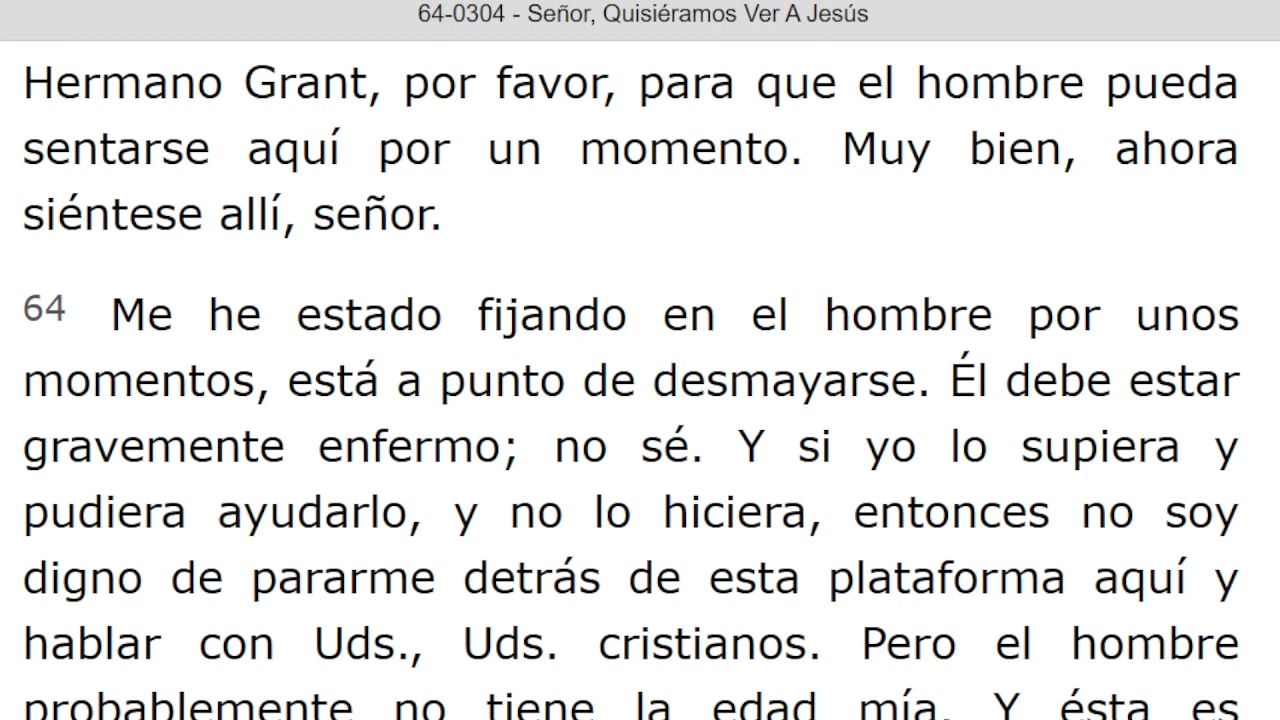 64-0304 - Señor, Quisiéramos Ver A Jesús
Hermano Grant, por favor, para que el hombre pueda
sentarse aquí por un momento. Muy bien, ahora
siéntese allí, señor.
64 Me he estado fijando en el hombre por unos
momentos, está a punto de desmayarse. Él debe estar
gravemente enfermo; no sé. Y si yo lo supiera y
pudiera ayudarlo, y no lo hiciera, entonces no soy
digno de pararme detrás de esta plataforma aquí y
hablar con Uds., Uds. cristianos. Pero el hombre
probablemente no tiene la edad mía. Y ésta es